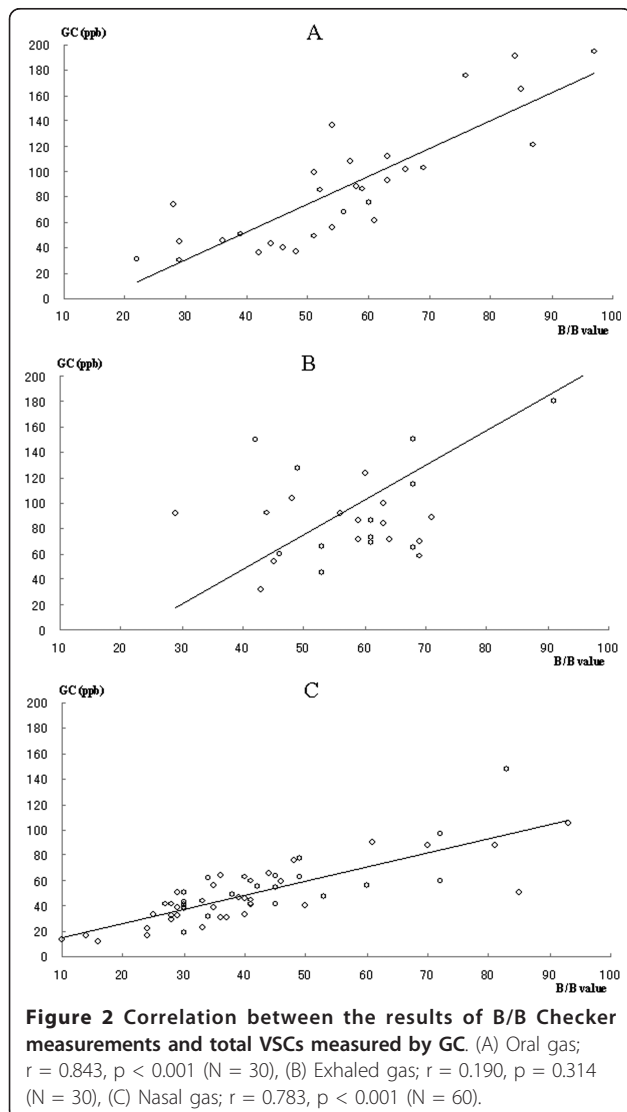 A
GC (ppb)
200
180
160
140
120
100
80
60
40
20
0
10 20 30 40 50 60 70 80 90 100
B/B value
B
GC (ppb)
200
180
160
140
120
100
80
60
40
20
0
10 20 30 40 50 60 70 80 90 100
B/B value
C
GC (ppb)
200
180
160
140
120
100
80
60
40
20
0
10 20 30 40 50 60 70 80 90 100
B/B value
Figure 2 Correlation between the results of B/B Checker
measurements and total VSCs measured by GC. (A) Oral gas;
r = 0.843, p < 0.001 (N = 30), (B) Exhaled gas; r = 0.190, p = 0.314
(N = 30), (C) Nasal gas; r = 0.783, p < 0.001 (N = 60).